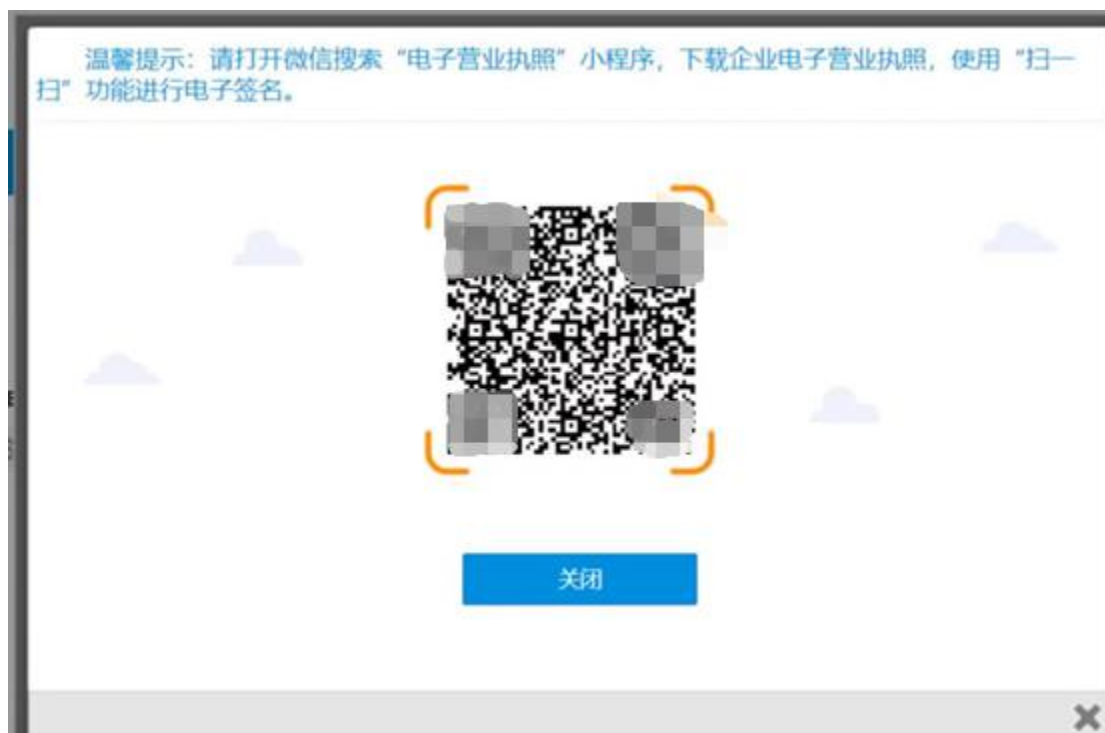 温馨提示：请打开微信搜索“电子营业执照”小程序，下载企业电子营业执照，使用“扫一
扫”功能进行电子签名。
关闭